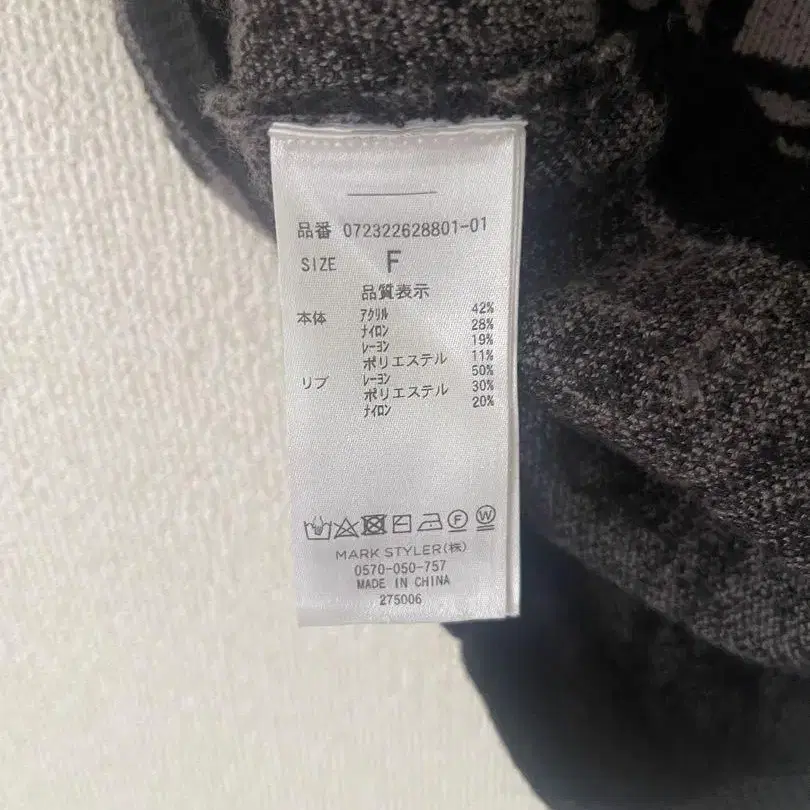 品番 072322628801-01
SIZE F
品質表示
本体 アクリル 42%
ナイロン 28%
レーヨン 19%
ポリエステル 11%
リブ レーヨン 50%
ポリエステル 30%
ナイロン 20%
F W
MARK STYLER(株)
0570-050-757
MADE IN CHINA
275006